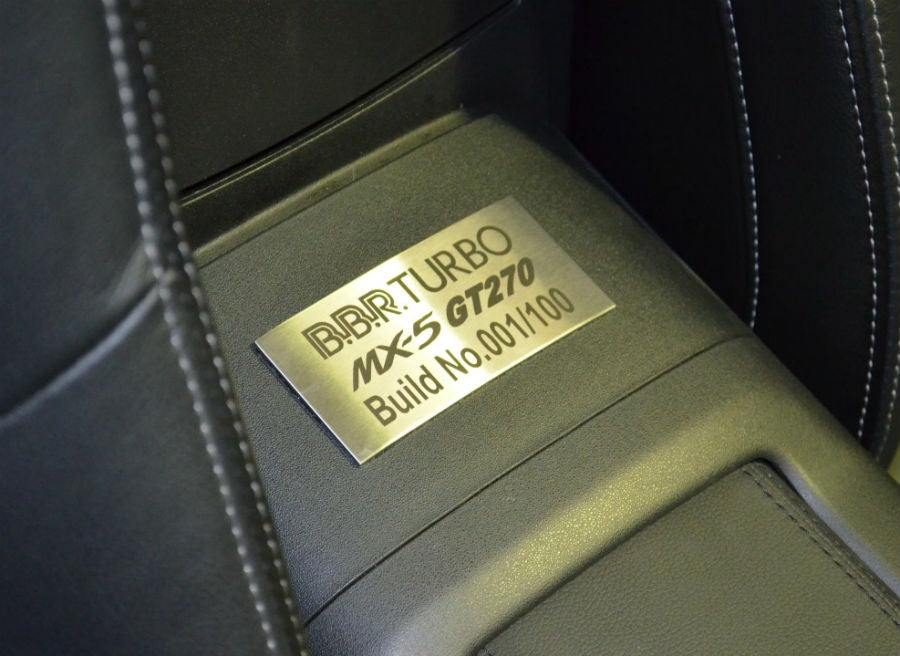 B.B.R. TURBO
MX-5 GT270
Build No.001/100